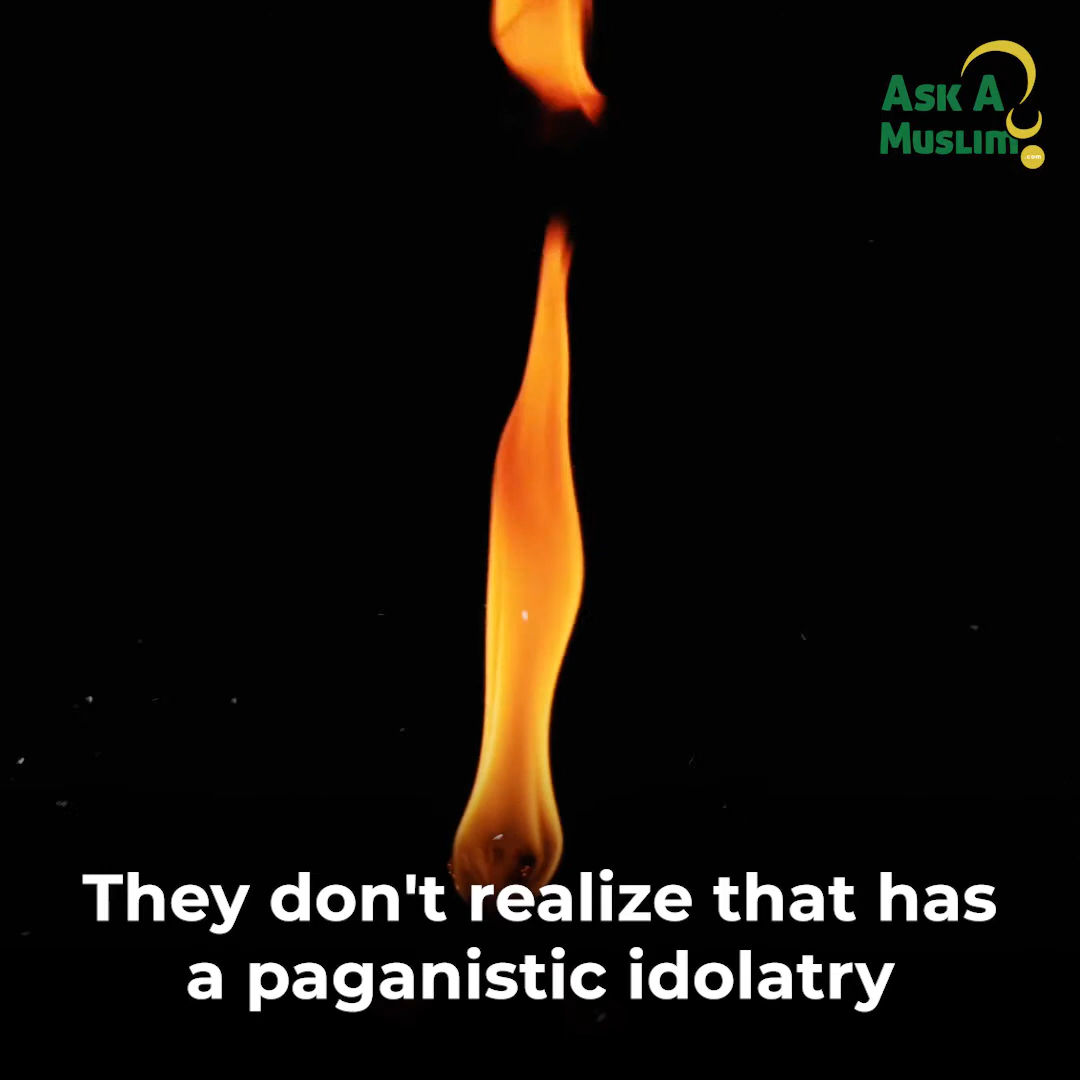 Ask A
Muslim
.com
They don't realize that has
a paganistic idolatry